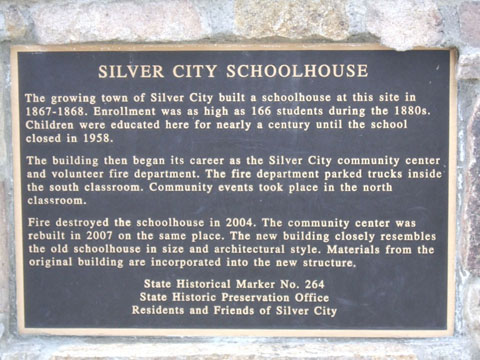 SILVER CITY SCHOOLHOUSE
The growing town of Silver City built a schoolhouse at this site in
1867-1868. Enrollment was as high as 166 students during the 1880s.
Children were educated here for nearly a century until the school
closed in 1958.
The building then began its career as the Silver City community center
and volunteer fire department. The fire department parked trucks inside
the south classroom. Community events took place in the north
classroom.
Fire destroyed the schoolhouse in 2004. The community center was
rebuilt in 2007 on the same place. The new building closely resembles
the old schoolhouse in size and architectural style. Materials from the
original building are incorporated into the new structure.
State Historical Marker No. 264
State Historic Preservation Office
Residents and Friends of Silver City